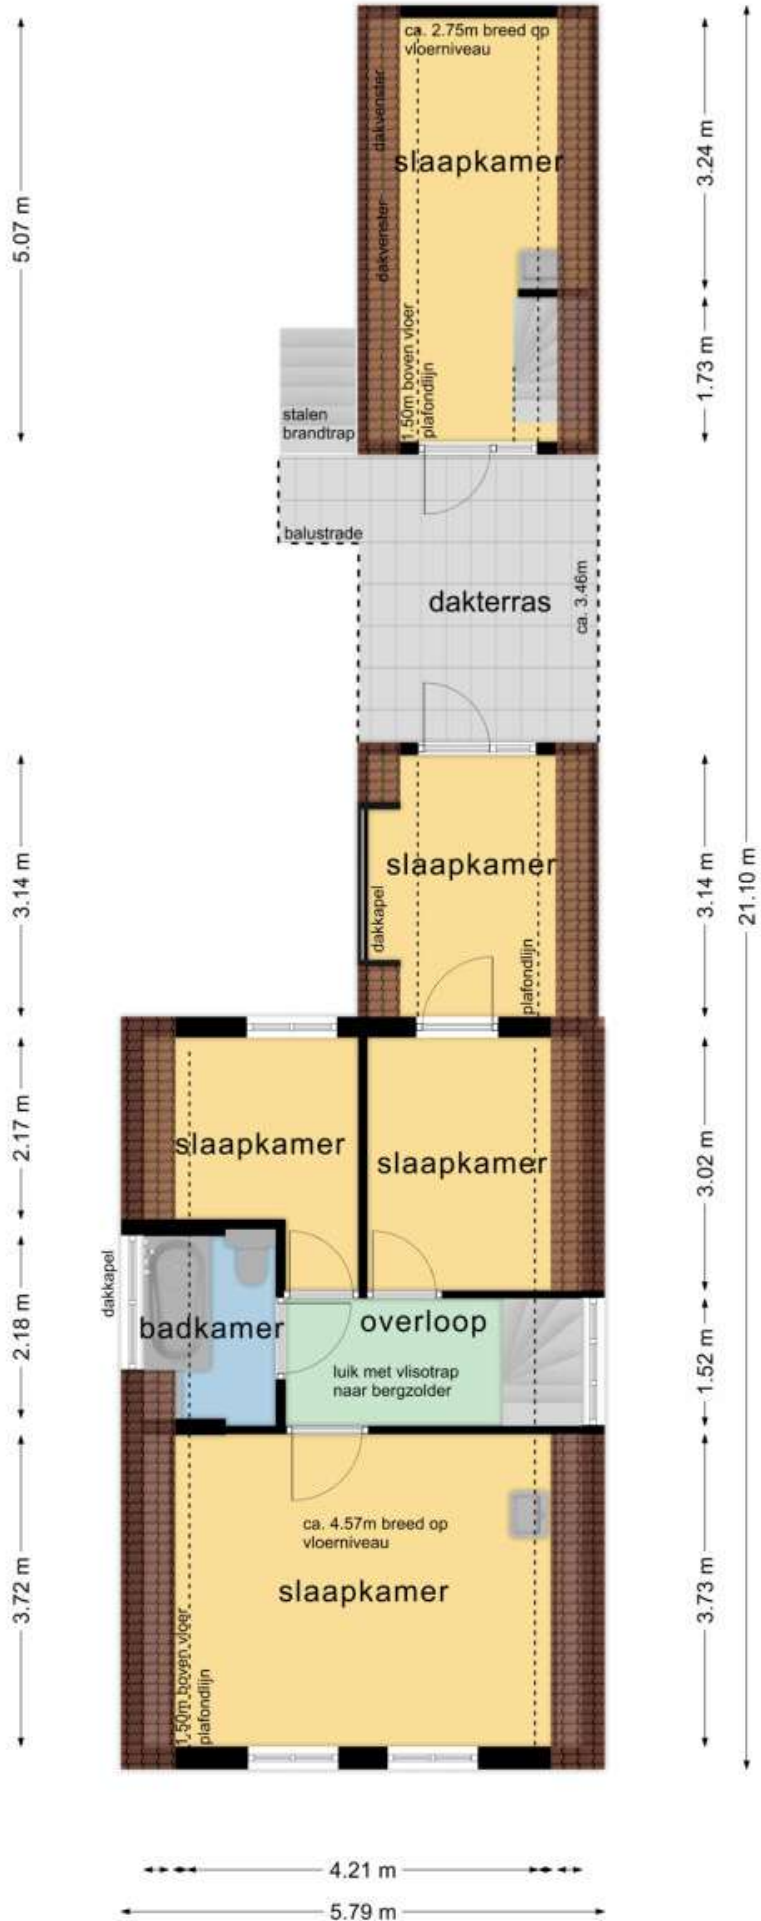 ca. 2.75m breed op
vloerniveau
dakvenster
slaapkamer
3.24 m
5.07 m
dakvenster
1.50m boven vloer
plafondlijn
1.73 m
stalen
brandtrap
balustrade
dakterras
ca. 3.46m
slaapkamer
dakkapel
plafondlijn
3.14 m
3.14 m
21.10 m
slaapkamer
slaapkamer
2.17 m
3.02 m
dakkapel
badkamer
overloop
luik met vlisotrap
naar bergzolder
2.18 m
1.52 m
ca. 4.57m breed op
vloerniveau
slaapkamer
3.72 m
3.73 m
1.50m boven vloer
plafondlijn
4.21 m
5.79 m